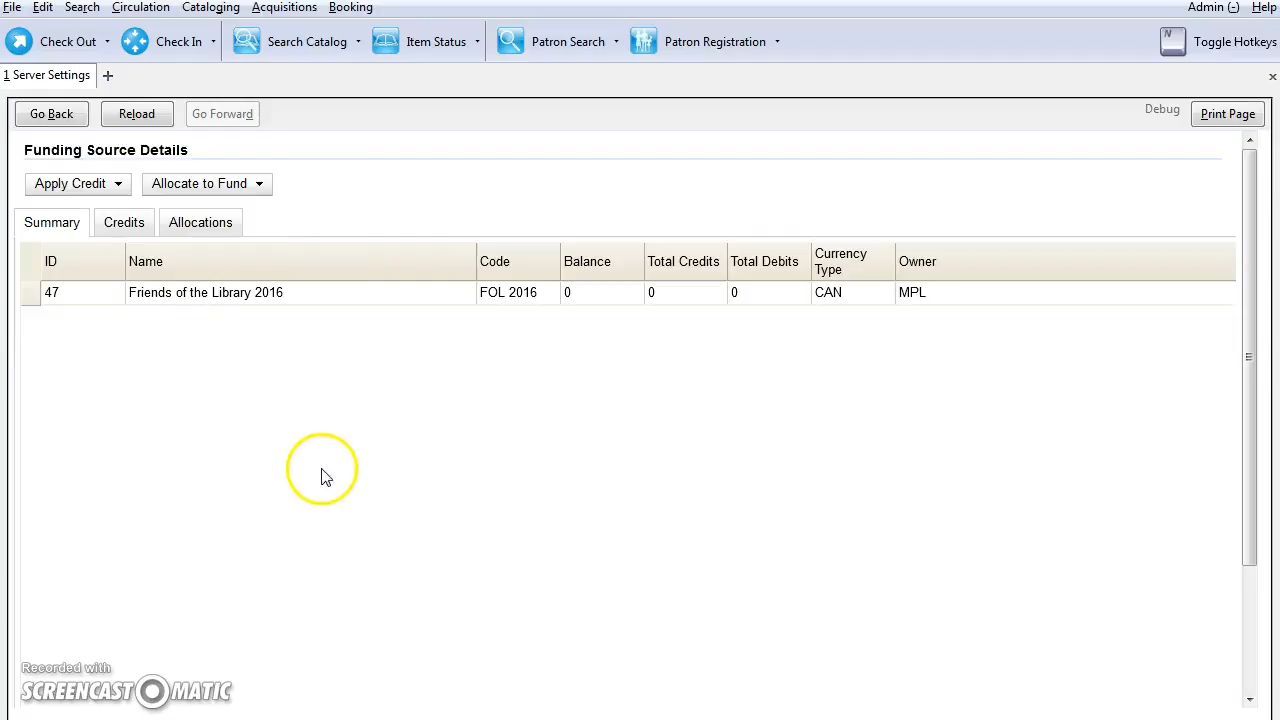 File Edit Search Circulation Cataloging Acquisitions Booking Admin (-) Help
Check Out Check In Search Catalog Item Status Patron Search Patron Registration N Toggle Hotkeys
1 Server Settings + ×
Go Back Reload Go Forward Debug Print Page
Funding Source Details
Apply Credit Allocate to Fund
Summary Credits Allocations
ID Name Code Balance Total Credits Total Debits Currency Type Owner
47 Friends of the Library 2016 FOL 2016 0 0 0 CAN MPL
Recorded with
SCREENCAST MATIC